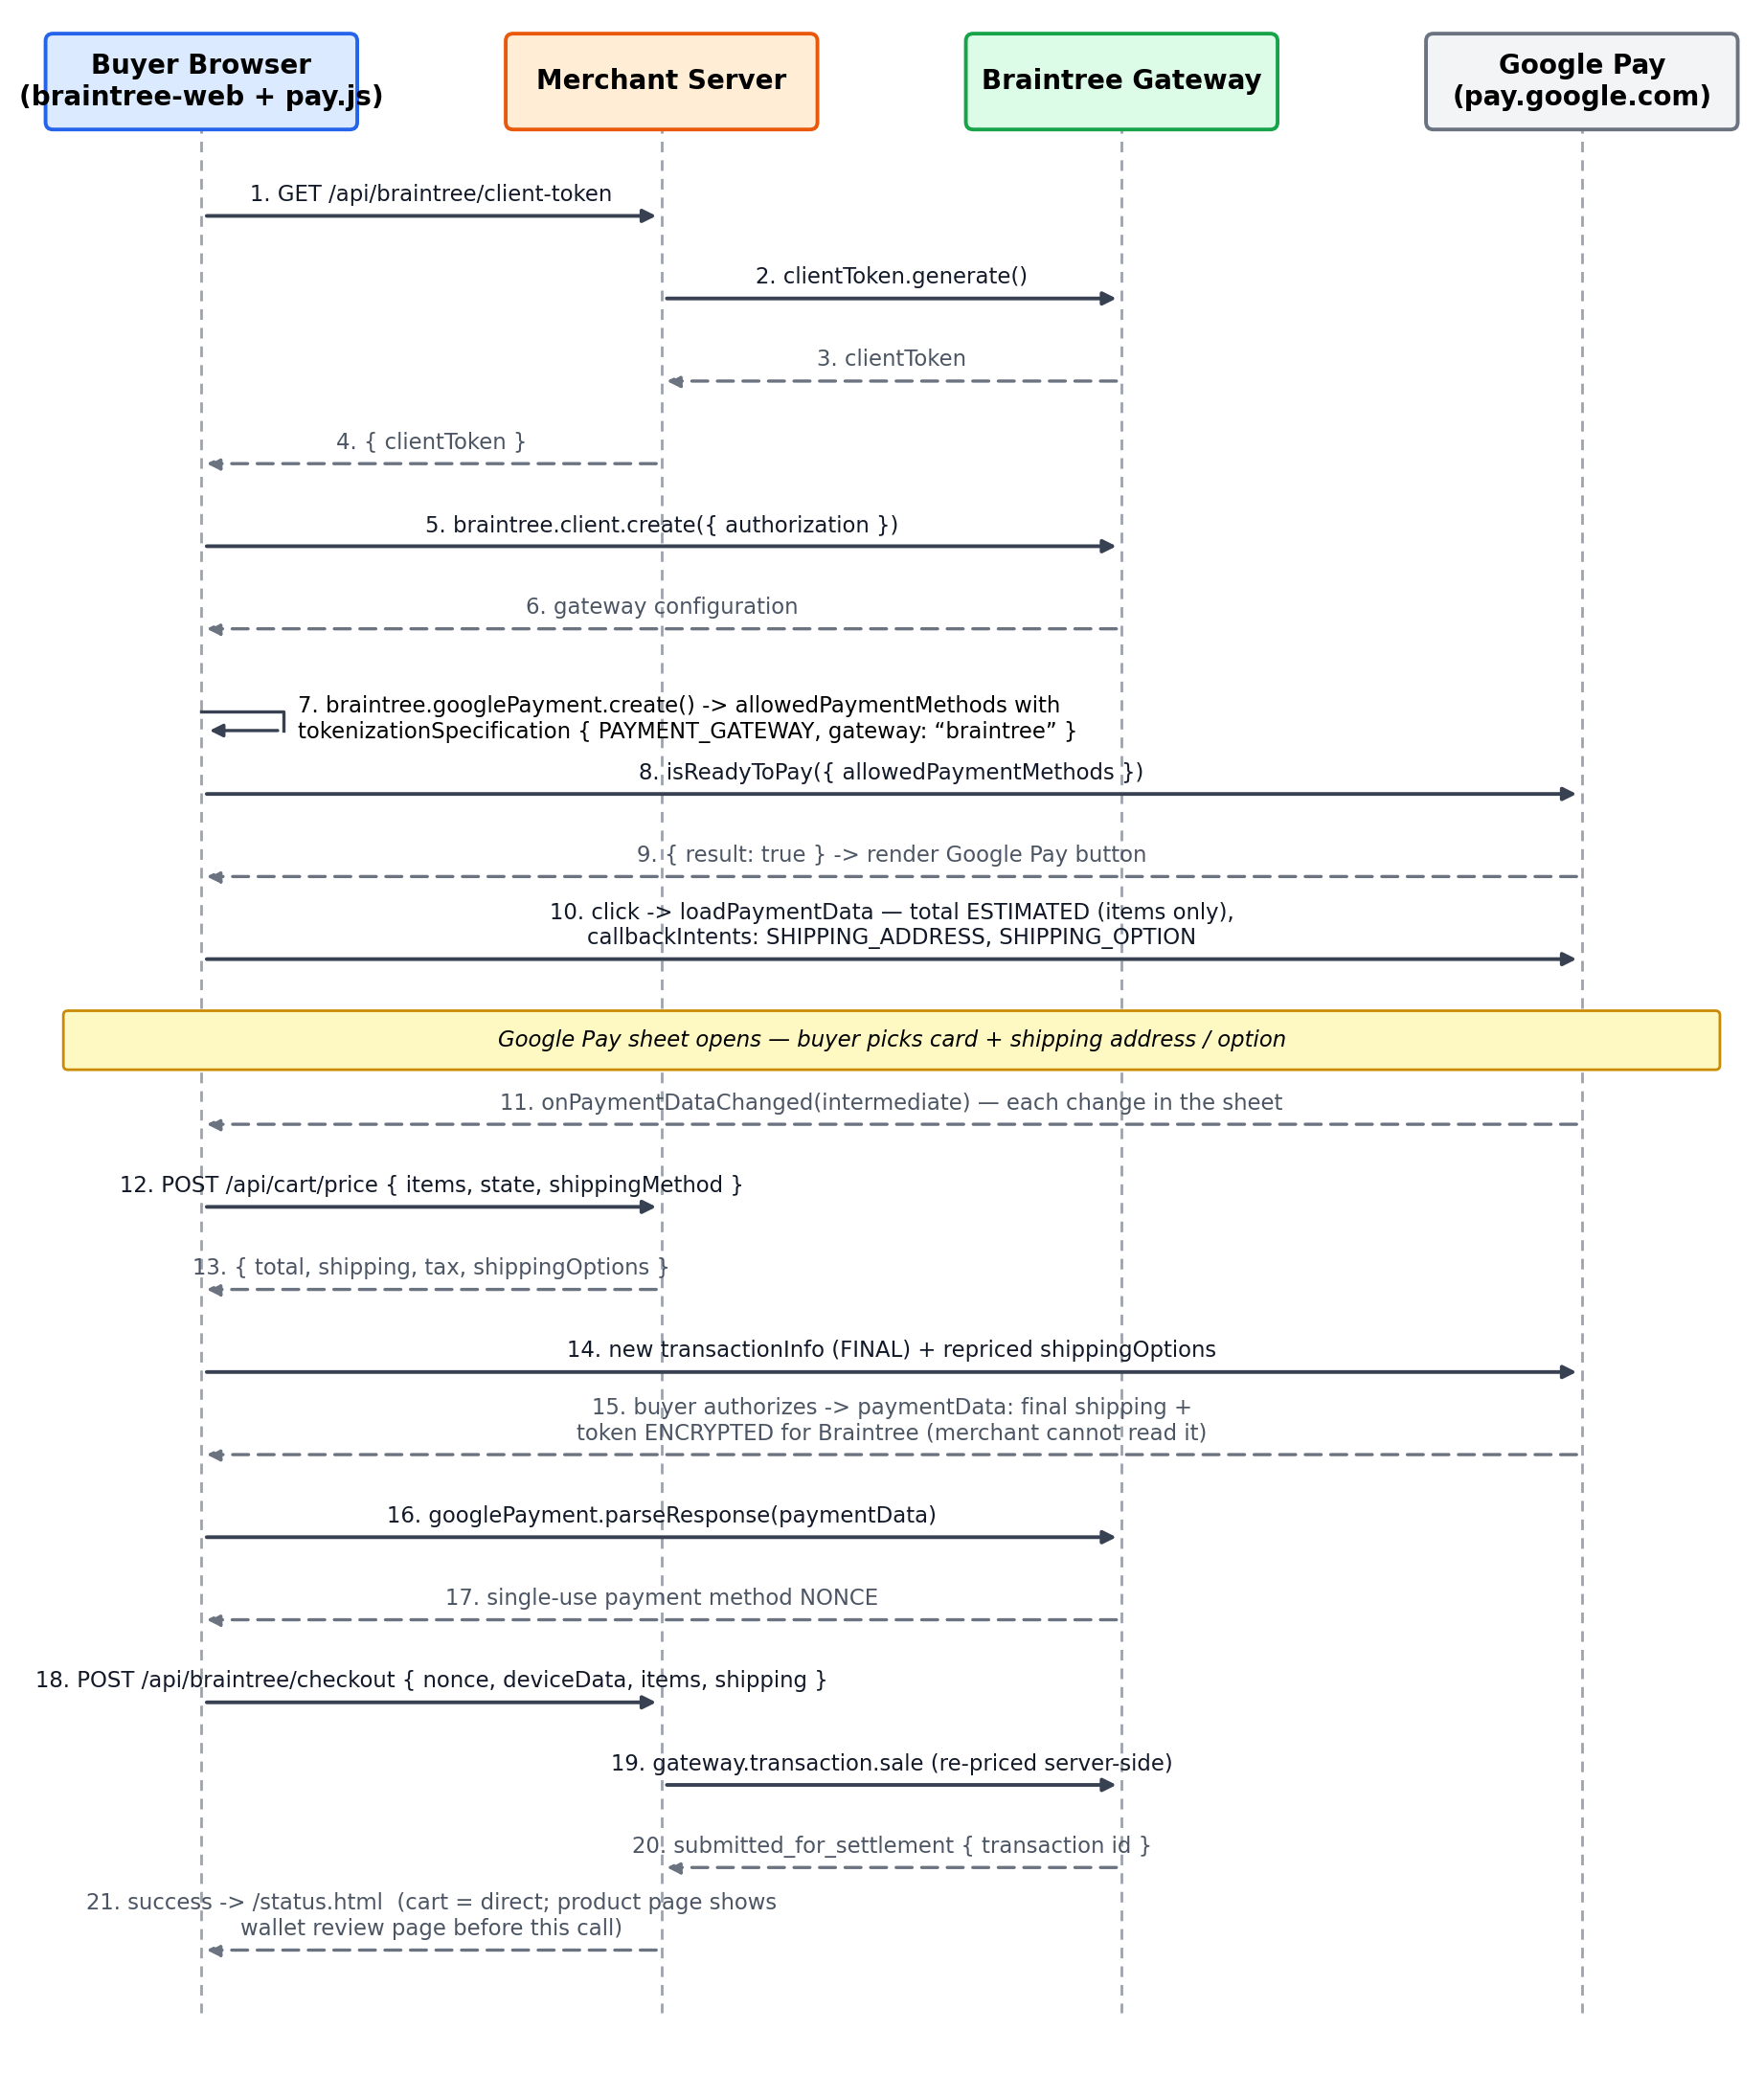 Buyer Browser
(braintree-web + pay.js)
Merchant Server
Braintree Gateway
Google Pay
(pay.google.com)
1. GET /api/braintree/client-token
2. clientToken.generate()
3. clientToken
4. { clientToken }
5. braintree.client.create({ authorization })
6. gateway configuration
7. braintree.googlePayment.create() -> allowedPaymentMethods with
tokenizationSpecification { PAYMENT_GATEWAY, gateway: “braintree” }
8. isReadyToPay({ allowedPaymentMethods })
9. { result: true } -> render Google Pay button
10. click -> loadPaymentData — total ESTIMATED (items only),
callbackIntents: SHIPPING_ADDRESS, SHIPPING_OPTION
Google Pay sheet opens — buyer picks card + shipping address / option
11. onPaymentDataChanged(intermediate) — each change in the sheet
12. POST /api/cart/price { items, state, shippingMethod }
13. { total, shipping, tax, shippingOptions }
14. new transactionInfo (FINAL) + repriced shippingOptions
15. buyer authorizes -> paymentData: final shipping +
token ENCRYPTED for Braintree (merchant cannot read it)
16. googlePayment.parseResponse(paymentData)
17. single-use payment method NONCE
18. POST /api/braintree/checkout { nonce, deviceData, items, shipping }
19. gateway.transaction.sale (re-priced server-side)
20. submitted_for_settlement { transaction id }
21. success -> /status.html  (cart = direct; product page shows
wallet review page before this call)